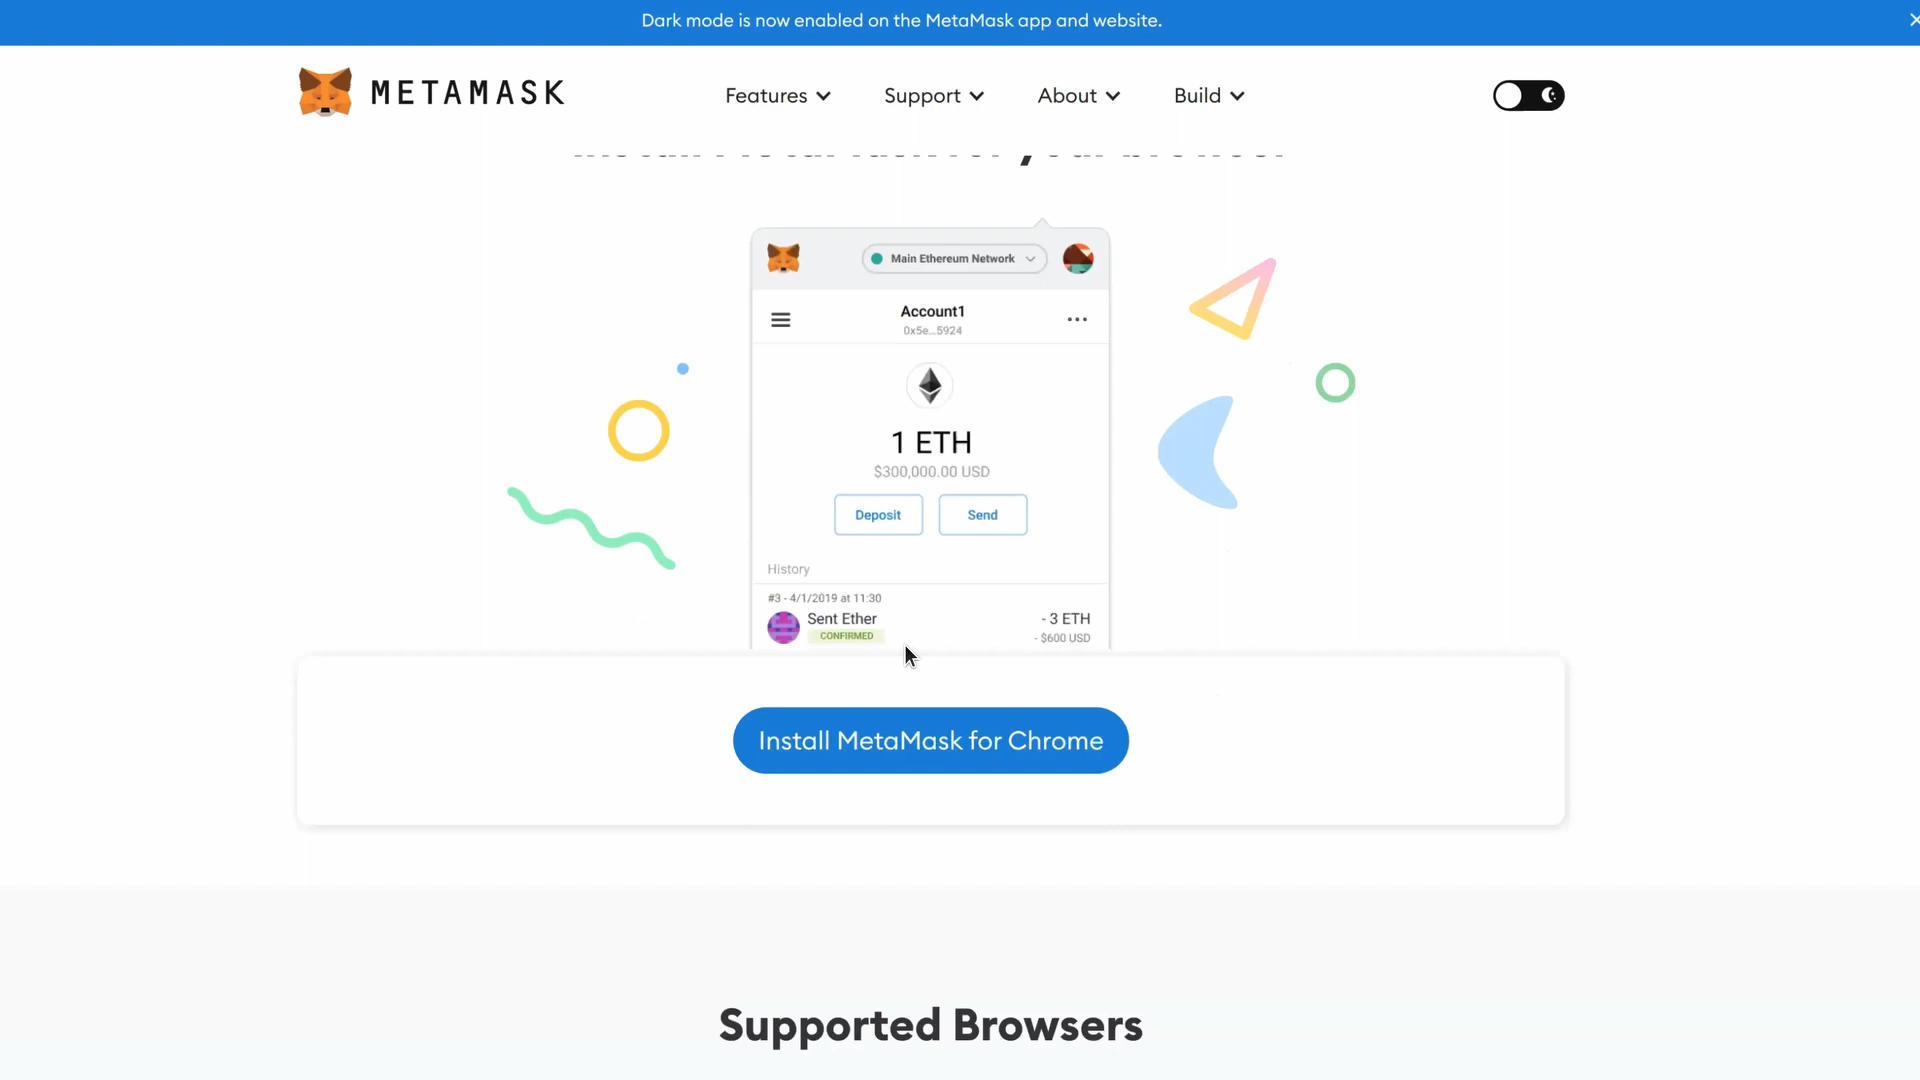 Dark mode is now enabled on the MetaMask app and website.
METAMASK
Features
Support
About
Build
Main Ethereum Network
Account1
0x5e...5924
1 ETH
$300,000.00 USD
Deposit
Send
History
#3 - 4/1/2019 at 11:30
Sent Ether
- 3 ETH
CONFIRMED
- $600 USD
Install MetaMask for Chrome
Supported Browsers